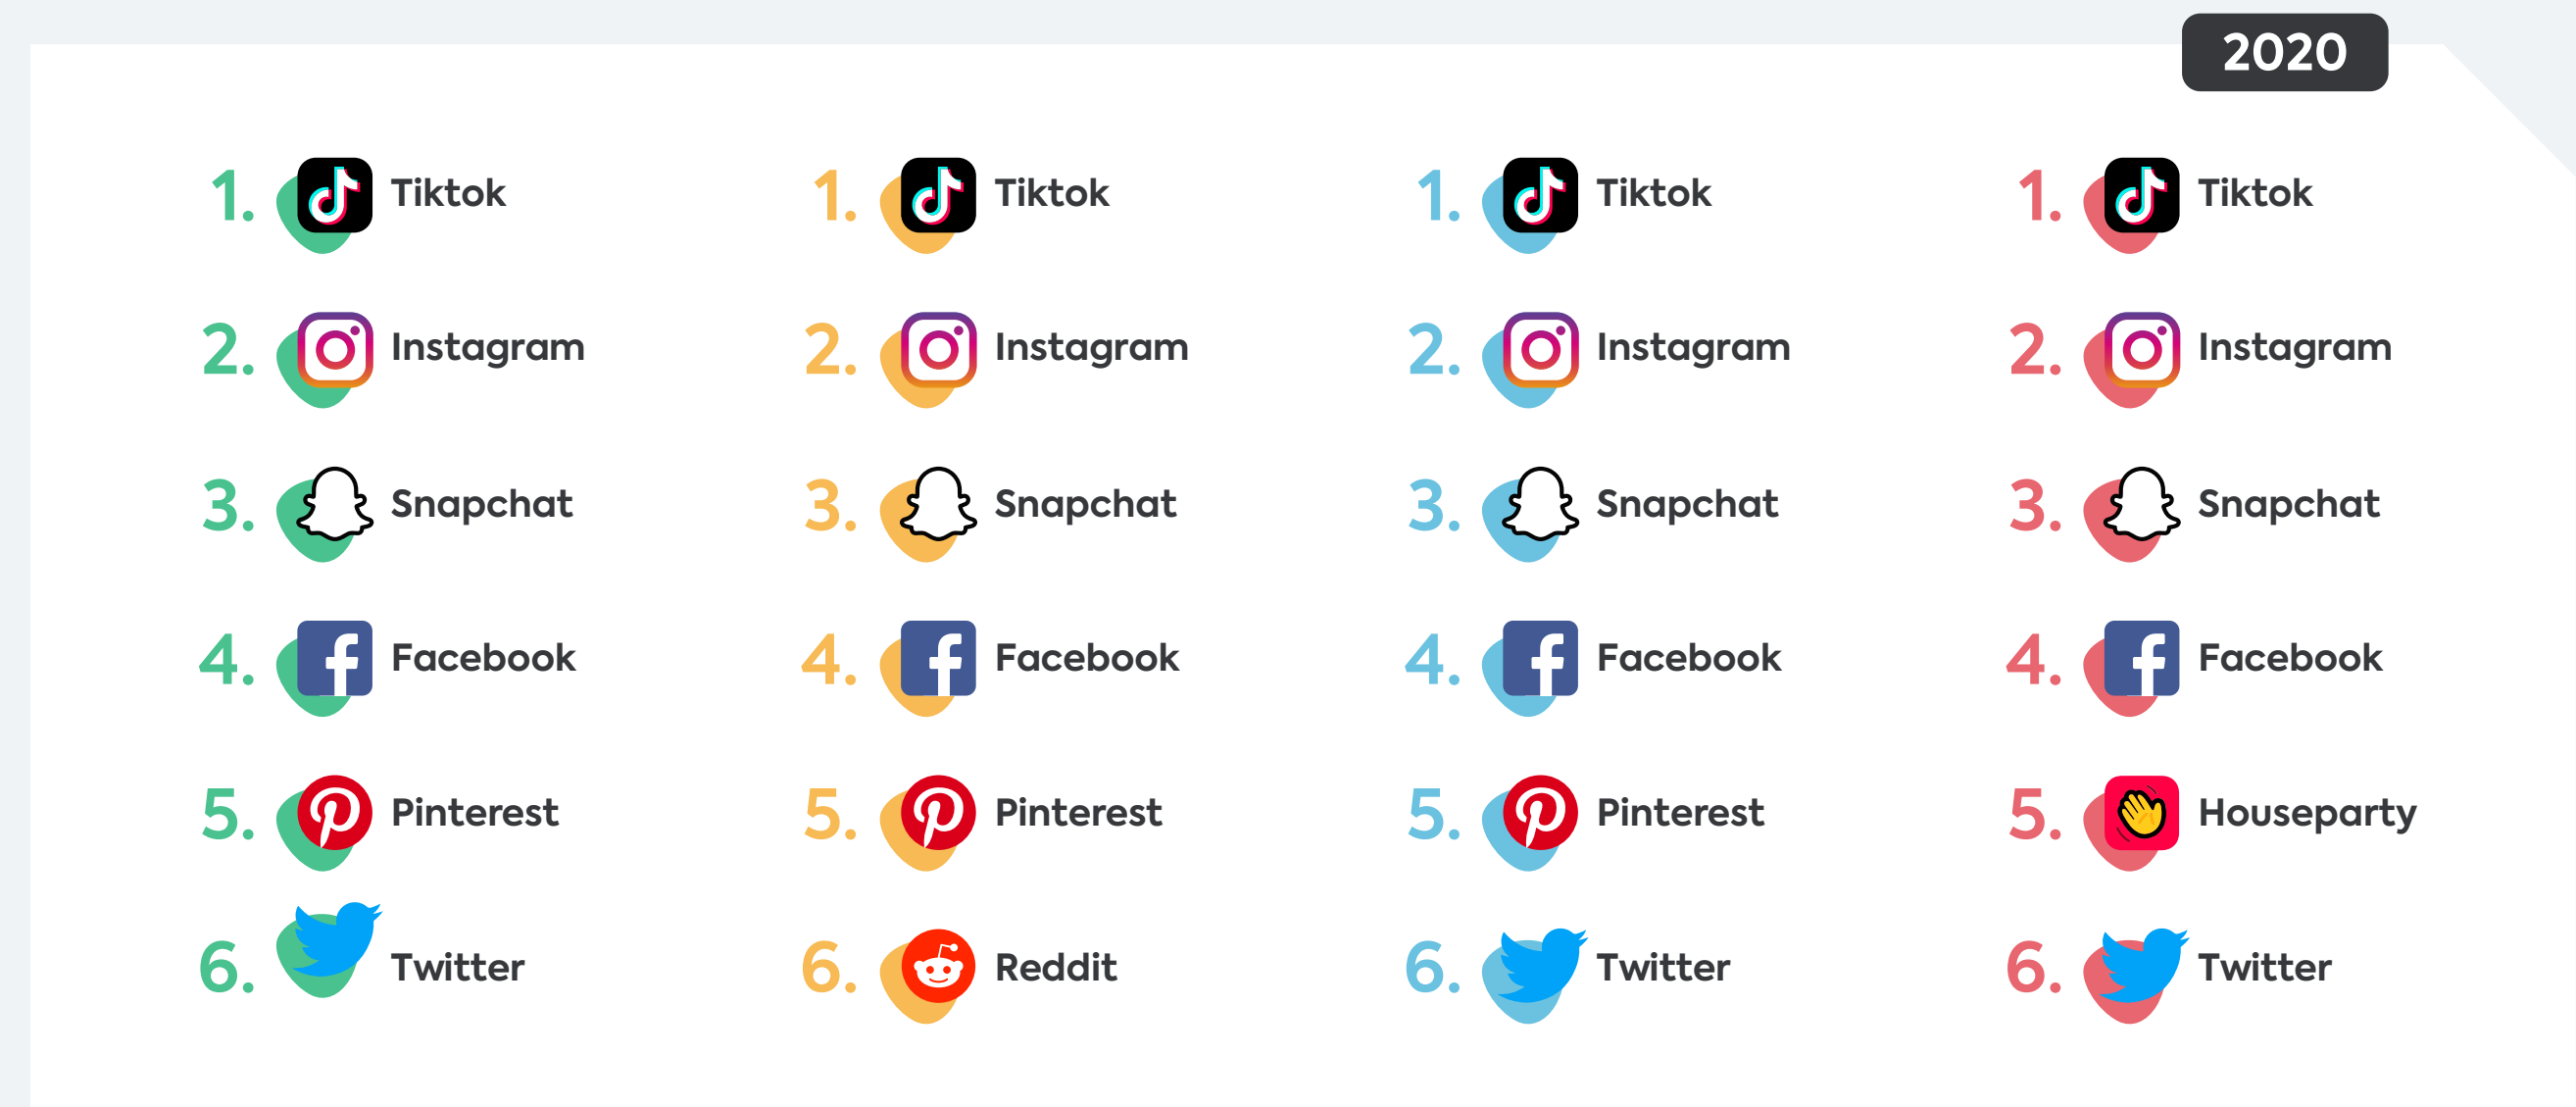 2020
1. Tiktok
2. Instagram
3. Snapchat
4. Facebook
5. Pinterest
6. Twitter
1. Tiktok
2. Instagram
3. Snapchat
4. Facebook
5. Pinterest
6. Reddit
1. Tiktok
2. Instagram
3. Snapchat
4. Facebook
5. Pinterest
6. Twitter
1. Tiktok
2. Instagram
3. Snapchat
4. Facebook
5. Houseparty
6. Twitter